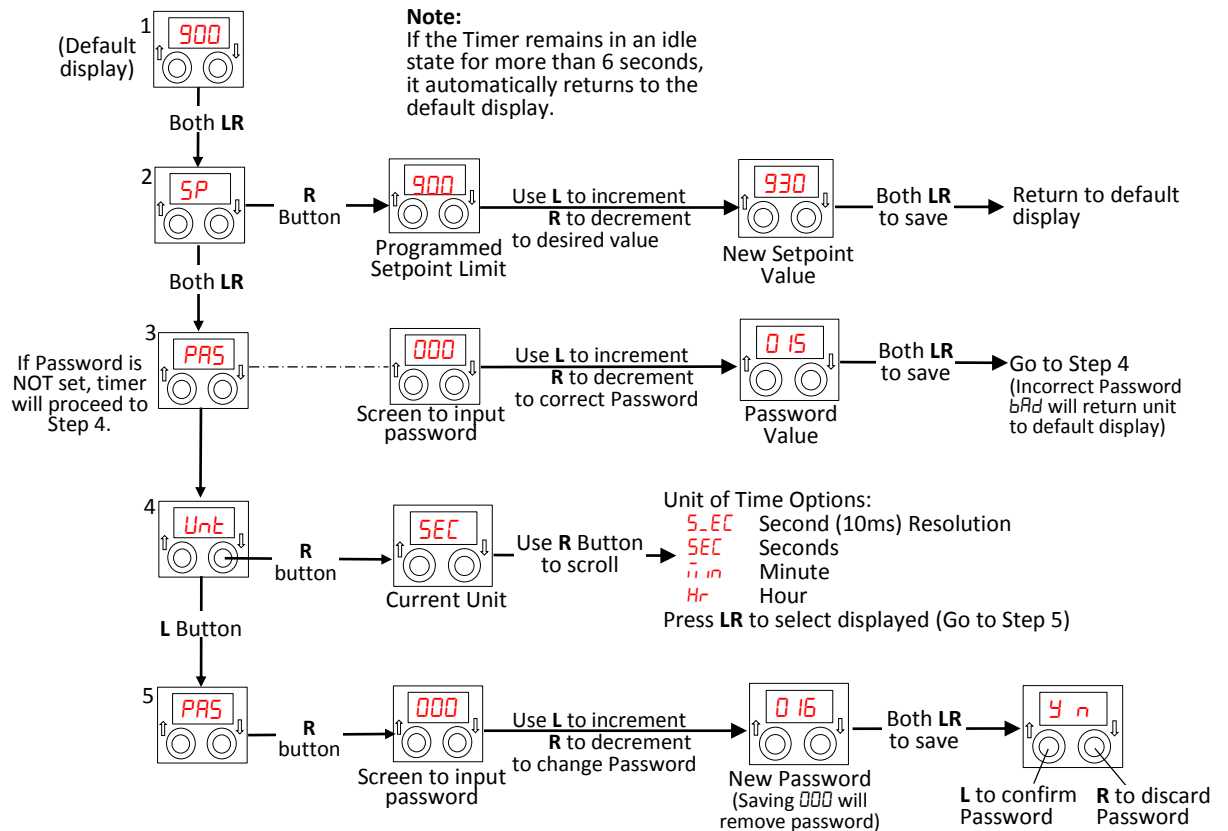 1
900
(Default
display)
Note:
If the Timer remains in an idle
state for more than 6 seconds,
it automatically returns to the
default display.
Both LR
2
SP
R
Button
900
Programmed
Setpoint Limit
Use L to increment
R to decrement
to desired value
930
New Setpoint
Value
Both LR
to save
Return to default
display
Both LR
3
PAS
If Password is
NOT set, timer
will proceed to
Step 4.
000
Screen to input
password
Use L to increment
R to decrement
to correct Password
015
Password
Value
Both LR
to save
Go to Step 4
(Incorrect Password
bAd will return unit
to default display)
4
Unt
R
button
SEC
Current Unit
Use R Button
to scroll
Unit of Time Options:
S_EC Second (10ms) Resolution
SEC Seconds
min Minute
Hr Hour
Press LR to select displayed (Go to Step 5)
L Button
5
PAS
R
button
000
Screen to input
password
Use L to increment
R to decrement
to change Password
016
New Password
(Saving 000 will
remove password)
Both LR
to save
y n
L to confirm
Password
R to discard
Password